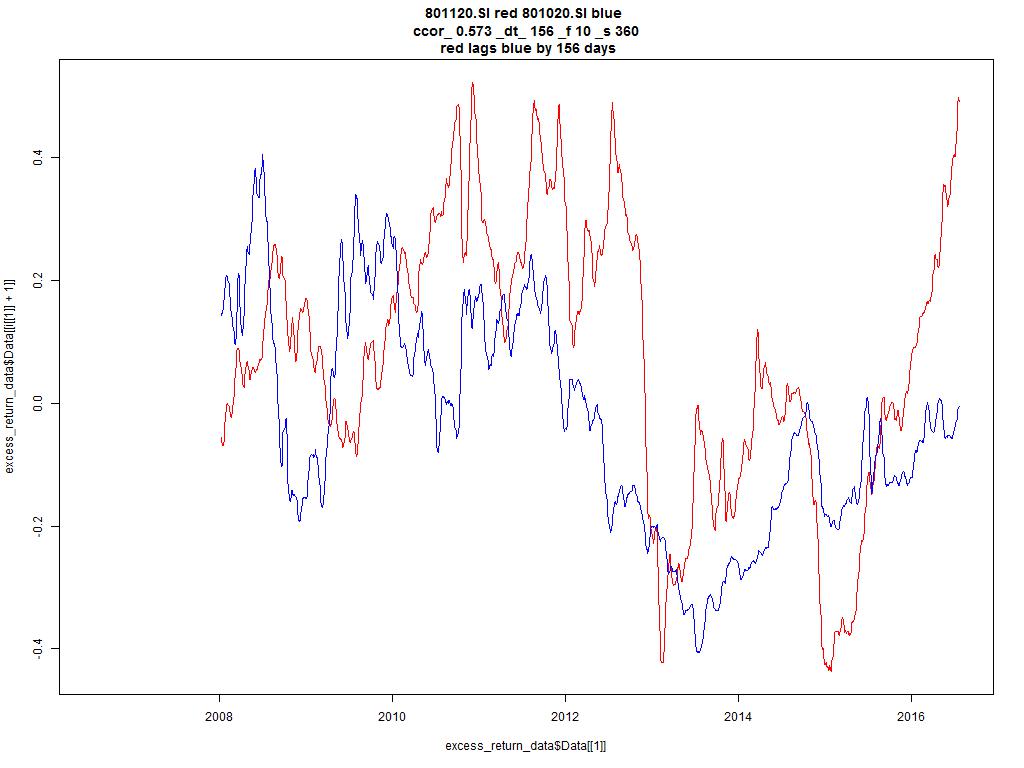 801120.SI red 801020.SI blue
ccor_ 0.573 _dt_ 156 _f 10 _s 360
red lags blue by 156 days
excess_return_data$Data[[i[[1]] + 1]]
0.4
0.2
0.0
-0.2
-0.4
2008 2010 2012 2014 2016
excess_return_data$Data[[1]]